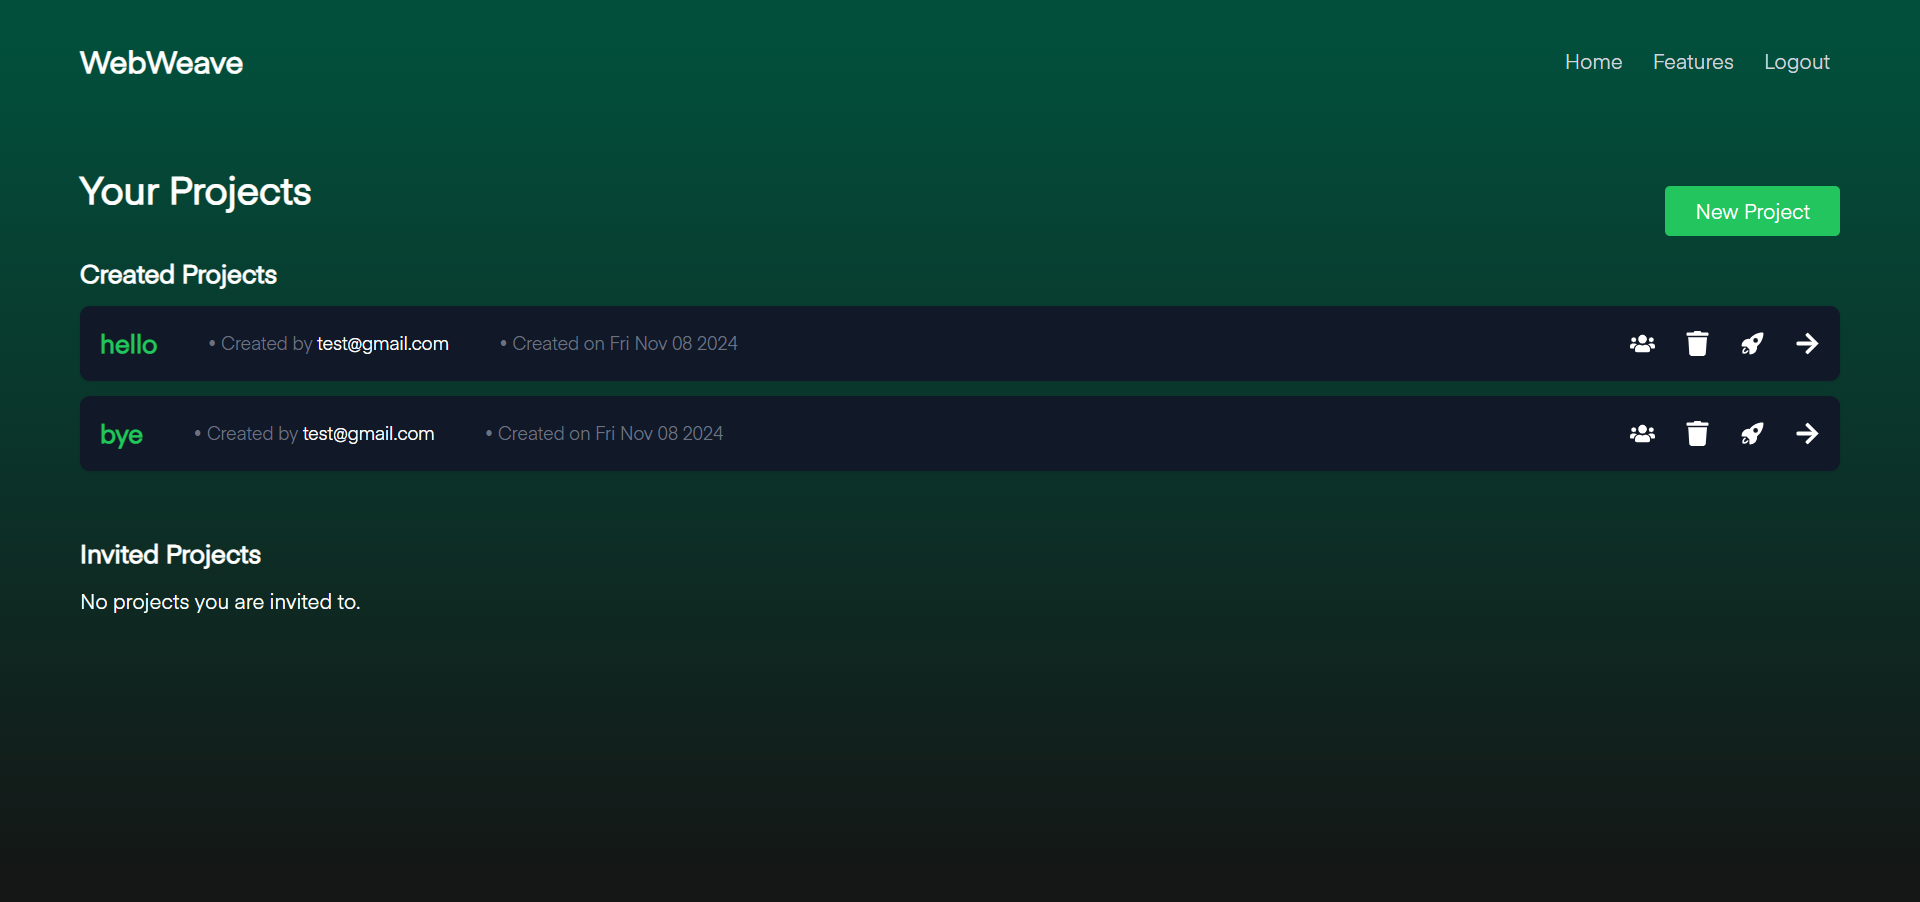 WebWeave
Home Features Logout
Your Projects
New Project
Created Projects
hello • Created by test@gmail.com • Created on Fri Nov 08 2024
bye • Created by test@gmail.com • Created on Fri Nov 08 2024
Invited Projects
No projects you are invited to.